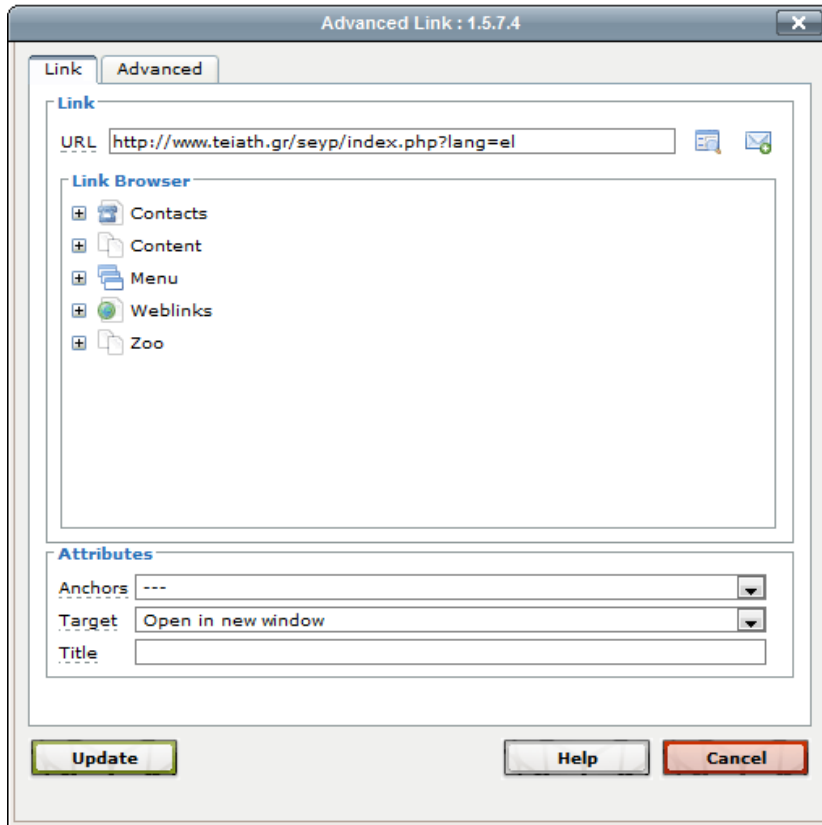 Advanced Link : 1.5.7.4
Link Advanced
Link
URL http://www.teiath.gr/seyp/index.php?lang=el
Link Browser
Contacts
Content
Menu
Weblinks
Zoo
Attributes
Anchors ---
Target Open in new window
Title
Update Help Cancel